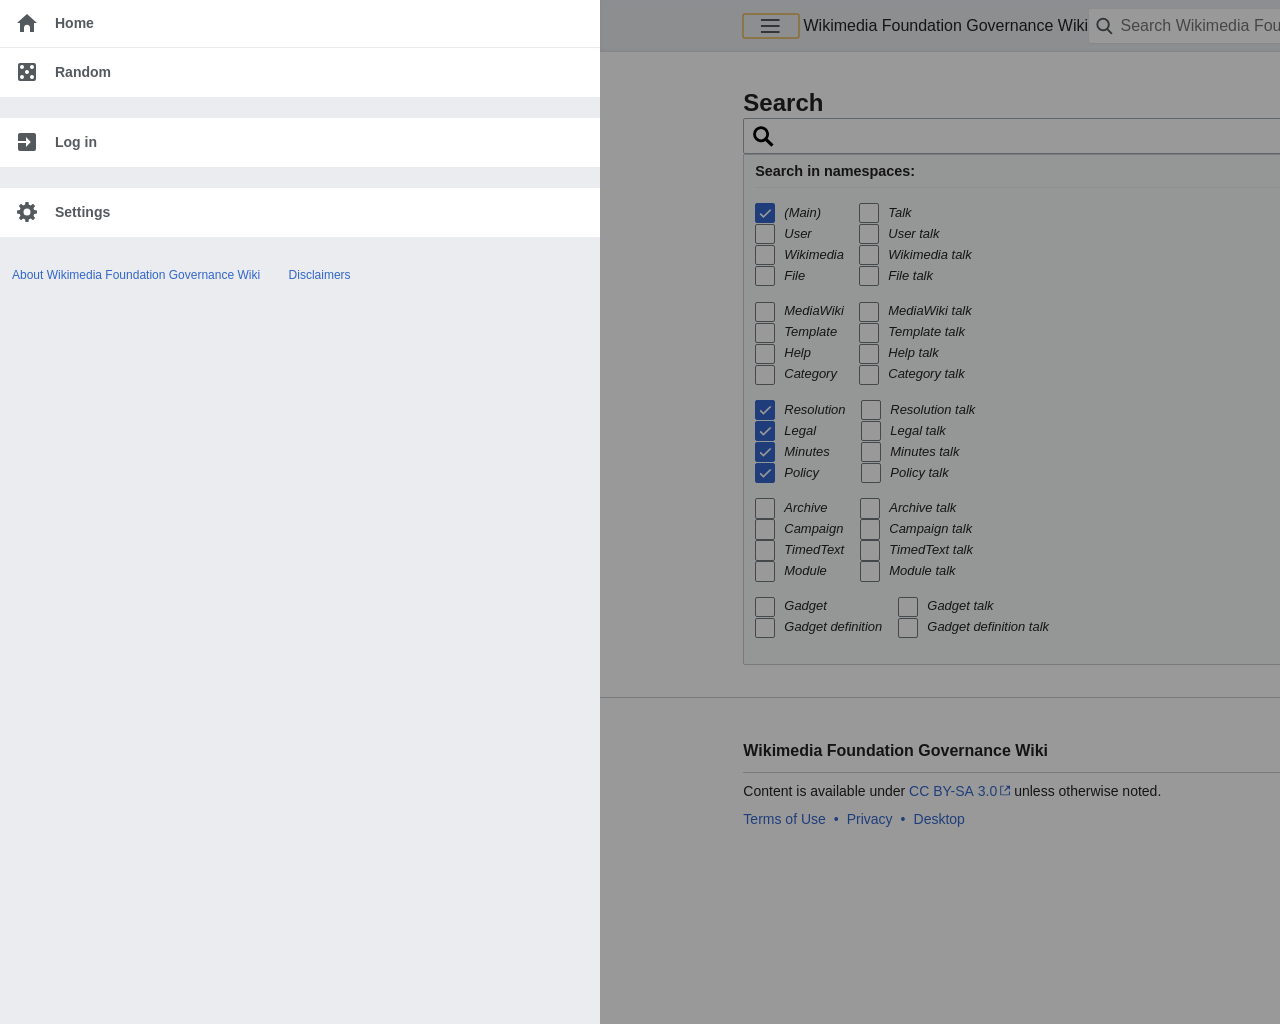 Home
Random
Log in
Settings
About Wikimedia Foundation Governance Wiki Disclaimers
Wikimedia Foundation Governance Wiki Search Wikimedia Fou
Search
Search in namespaces:
(Main) Talk
User User talk
Wikimedia Wikimedia talk
File File talk
MediaWiki MediaWiki talk
Template Template talk
Help Help talk
Category Category talk
Resolution Resolution talk
Legal Legal talk
Minutes Minutes talk
Policy Policy talk
Archive Archive talk
Campaign Campaign talk
TimedText TimedText talk
Module Module talk
Gadget Gadget talk
Gadget definition Gadget definition talk
Wikimedia Foundation Governance Wiki
Content is available under CC BY-SA 3.0 unless otherwise noted.
Terms of Use • Privacy • Desktop